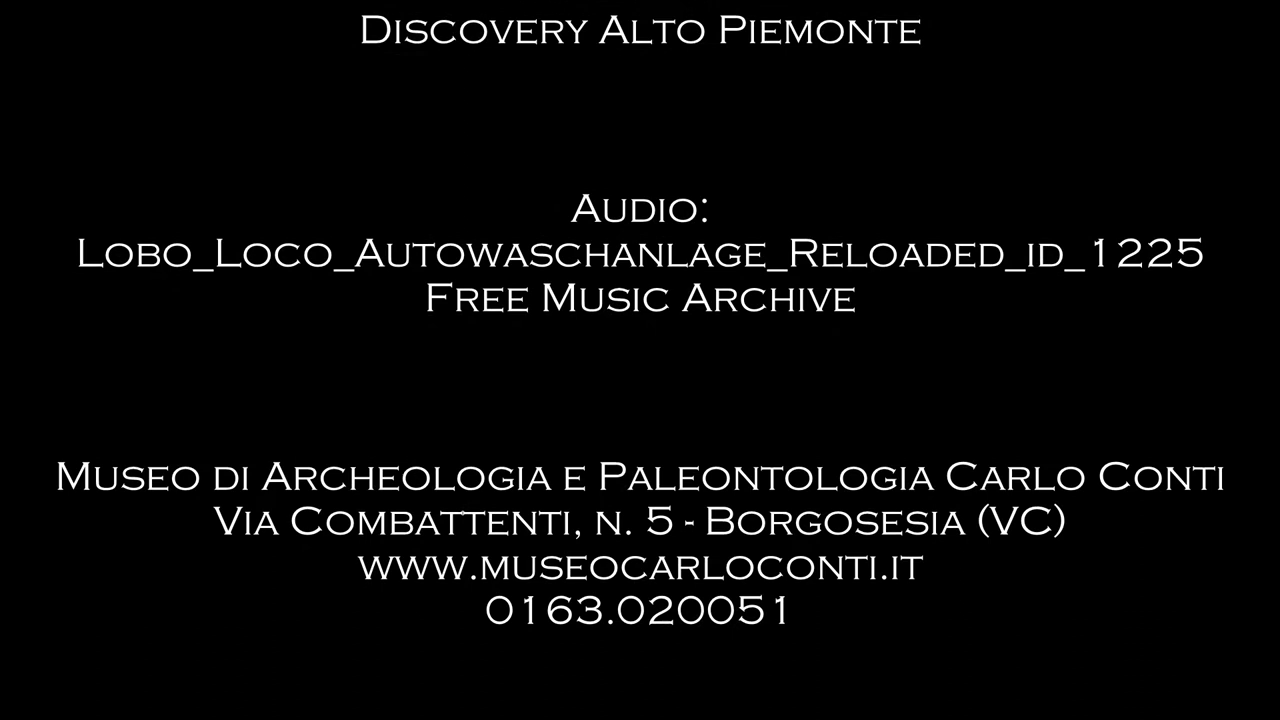 Discovery Alto Piemonte
Audio:
Lobo_Loco_Autowaschanlage_Reloaded_id_1225
Free Music Archive
Museo di Archeologia e Paleontologia Carlo Conti
Via Combattenti, n. 5 - Borgosesia (VC)
www.museocarloconti.it
0163.020051